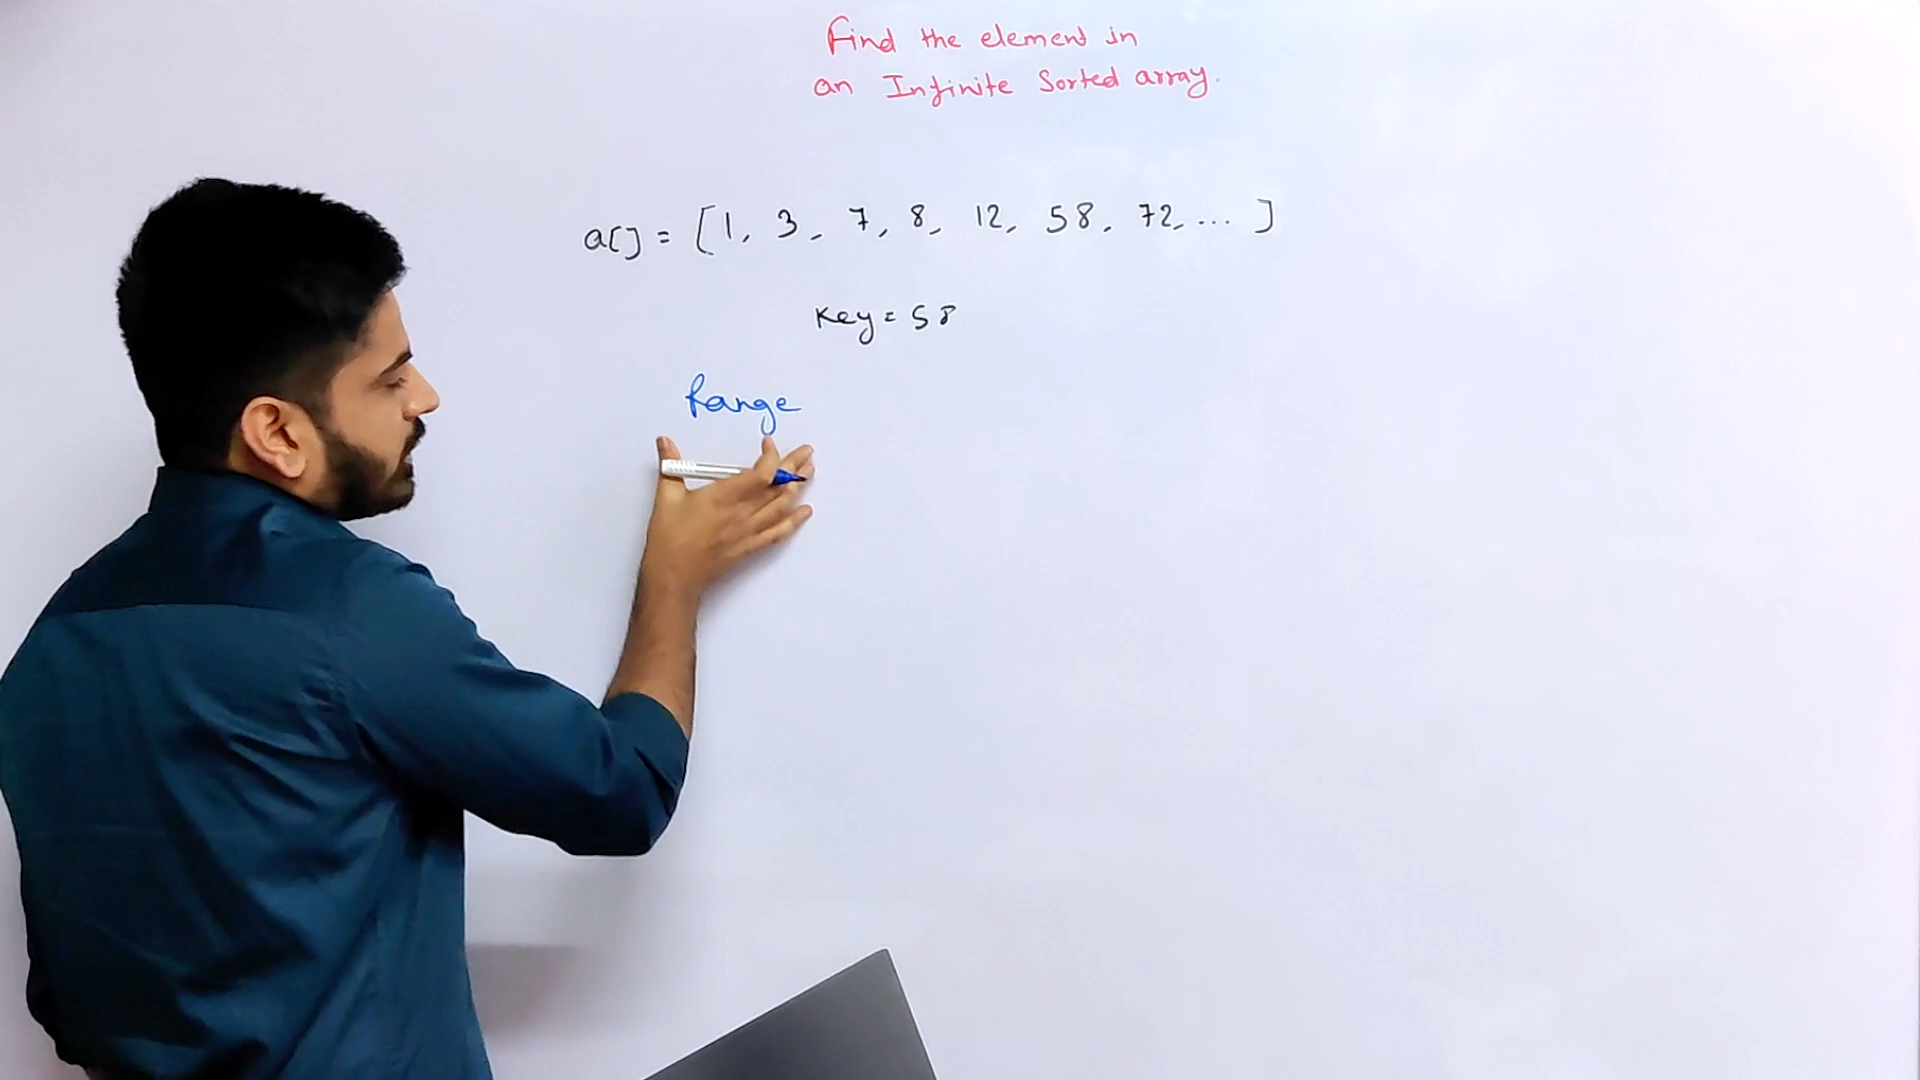 Find the element in
an Infinite Sorted array.
a[] = [1, 3, 7, 8, 12, 58, 72, ... ]
Key = 58
Range